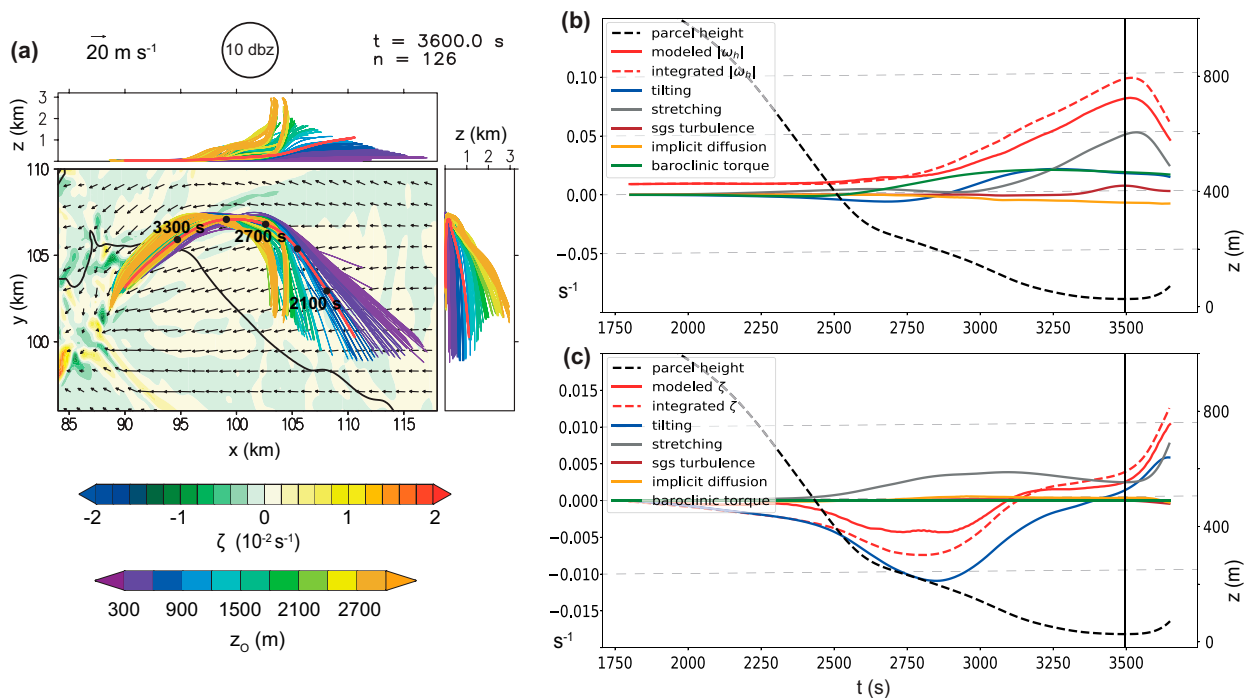 (a)
20 m s-1
10 dbz
t = 3600.0 s
n = 126
z (km)
3
2
1
z (km)
1 2 3
110
105
100
y (km)
3300 s
2700 s
2100 s
84 90 95 100 105 110 115
x (km)
-2 -1 0 1 2
ζ (10-2 s-1)
300 900 1500 2100 2700
zO (m)
(b)
parcel height
modeled |ωh|
integrated |ωh|
tilting
stretching
sgs turbulence
implicit diffusion
baroclinic torque
0.10
0.05
0.00
−0.05
s-1
800
600
400
200
0
z (m)
1750 2000 2250 2500 2750 3000 3250 3500
(c)
parcel height
modeled ζ
integrated ζ
tilting
stretching
sgs turbulence
implicit diffusion
baroclinic torque
0.015
0.010
0.005
0.000
−0.005
−0.010
−0.015
s-1
800
600
400
200
0
z (m)
1750 2000 2250 2500 2750 3000 3250 3500
t (s)